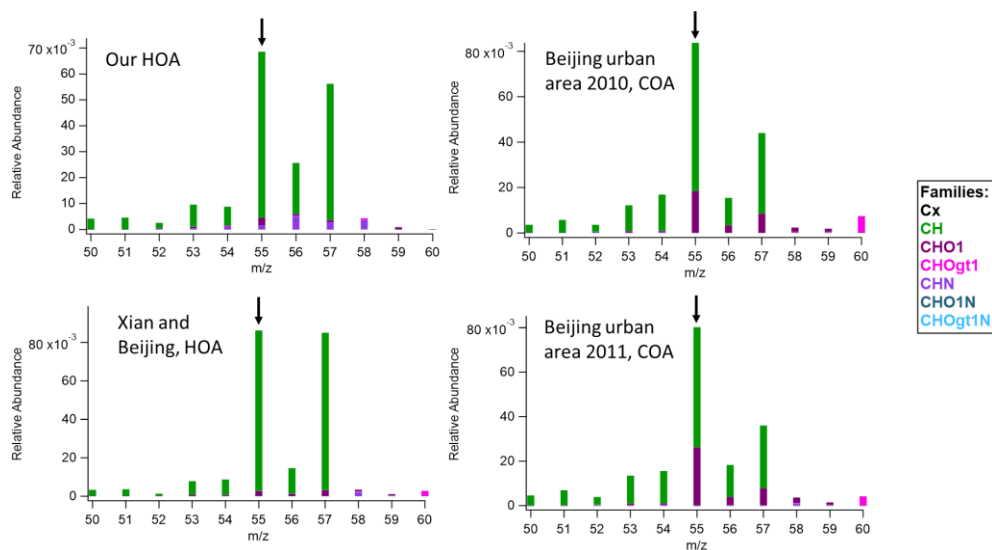 Our HOA
70 x10⁻³
60
50
40
30
20
10
0
Relative Abundance
50 51 52 53 54 55 56 57 58 59 60
m/z
Beijing urban
area 2010, COA
80 x10⁻³
60
40
20
0
Relative Abundance
50 51 52 53 54 55 56 57 58 59 60
m/z
Xian and
Beijing, HOA
80 x10⁻³
60
40
20
0
Relative Abundance
50 51 52 53 54 55 56 57 58 59 60
m/z
Beijing urban
area 2011, COA
80 x10⁻³
60
40
20
0
Relative Abundance
50 51 52 53 54 55 56 57 58 59 60
m/z
Families:
Cx
CH
CHO1
CHOgt1
CHN
CHO1N
CHOgt1N